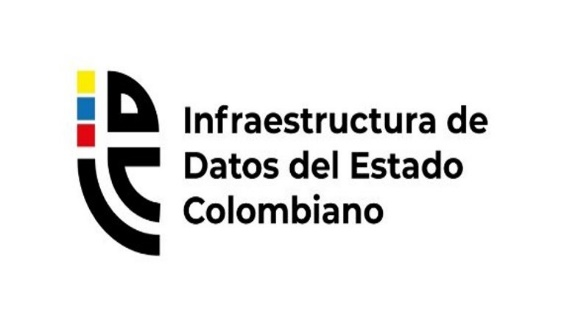 Infraestructura de
Datos del Estado
Colombiano